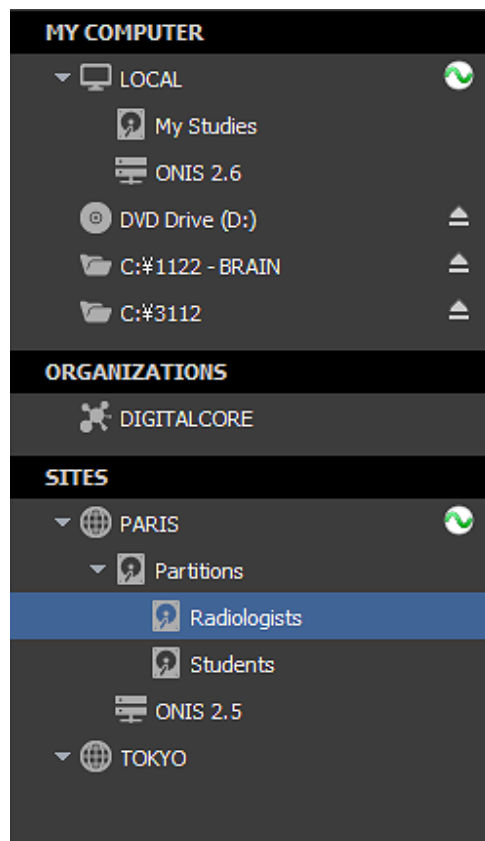 MY COMPUTER
LOCAL
My Studies
ONIS 2.6
DVD Drive (D:)
C:¥1122 - BRAIN
C:¥3112
ORGANIZATIONS
DIGITALCORE
SITES
PARIS
Partitions
Radiologists
Students
ONIS 2.5
TOKYO